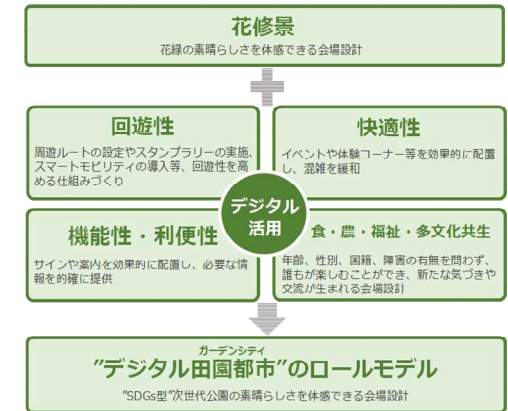 花修景
花緑の素晴らしさを体感できる会場設計
回遊性
周遊ルートの設定やスタンプラリーの実施、
スマートモビリティの導入等、回遊性を高
める仕組みづくり
快適性
イベントや体験コーナー等を効果的に配置
し、混雑を緩和
デジタル
活用
機能性・利便性
サインや案内を効果的に配置し、必要な情
報を的確に提供
食・農・福祉・多文化共生
年齢、性別、国籍、障害の有無を問わず、
誰もが楽しむことができ、新たな気づきや
交流が生まれる会場設計
ガーデンシティ
"デジタル田園都市"のロールモデル
"SDGs型"次世代公園の素晴らしさを体感できる会場設計